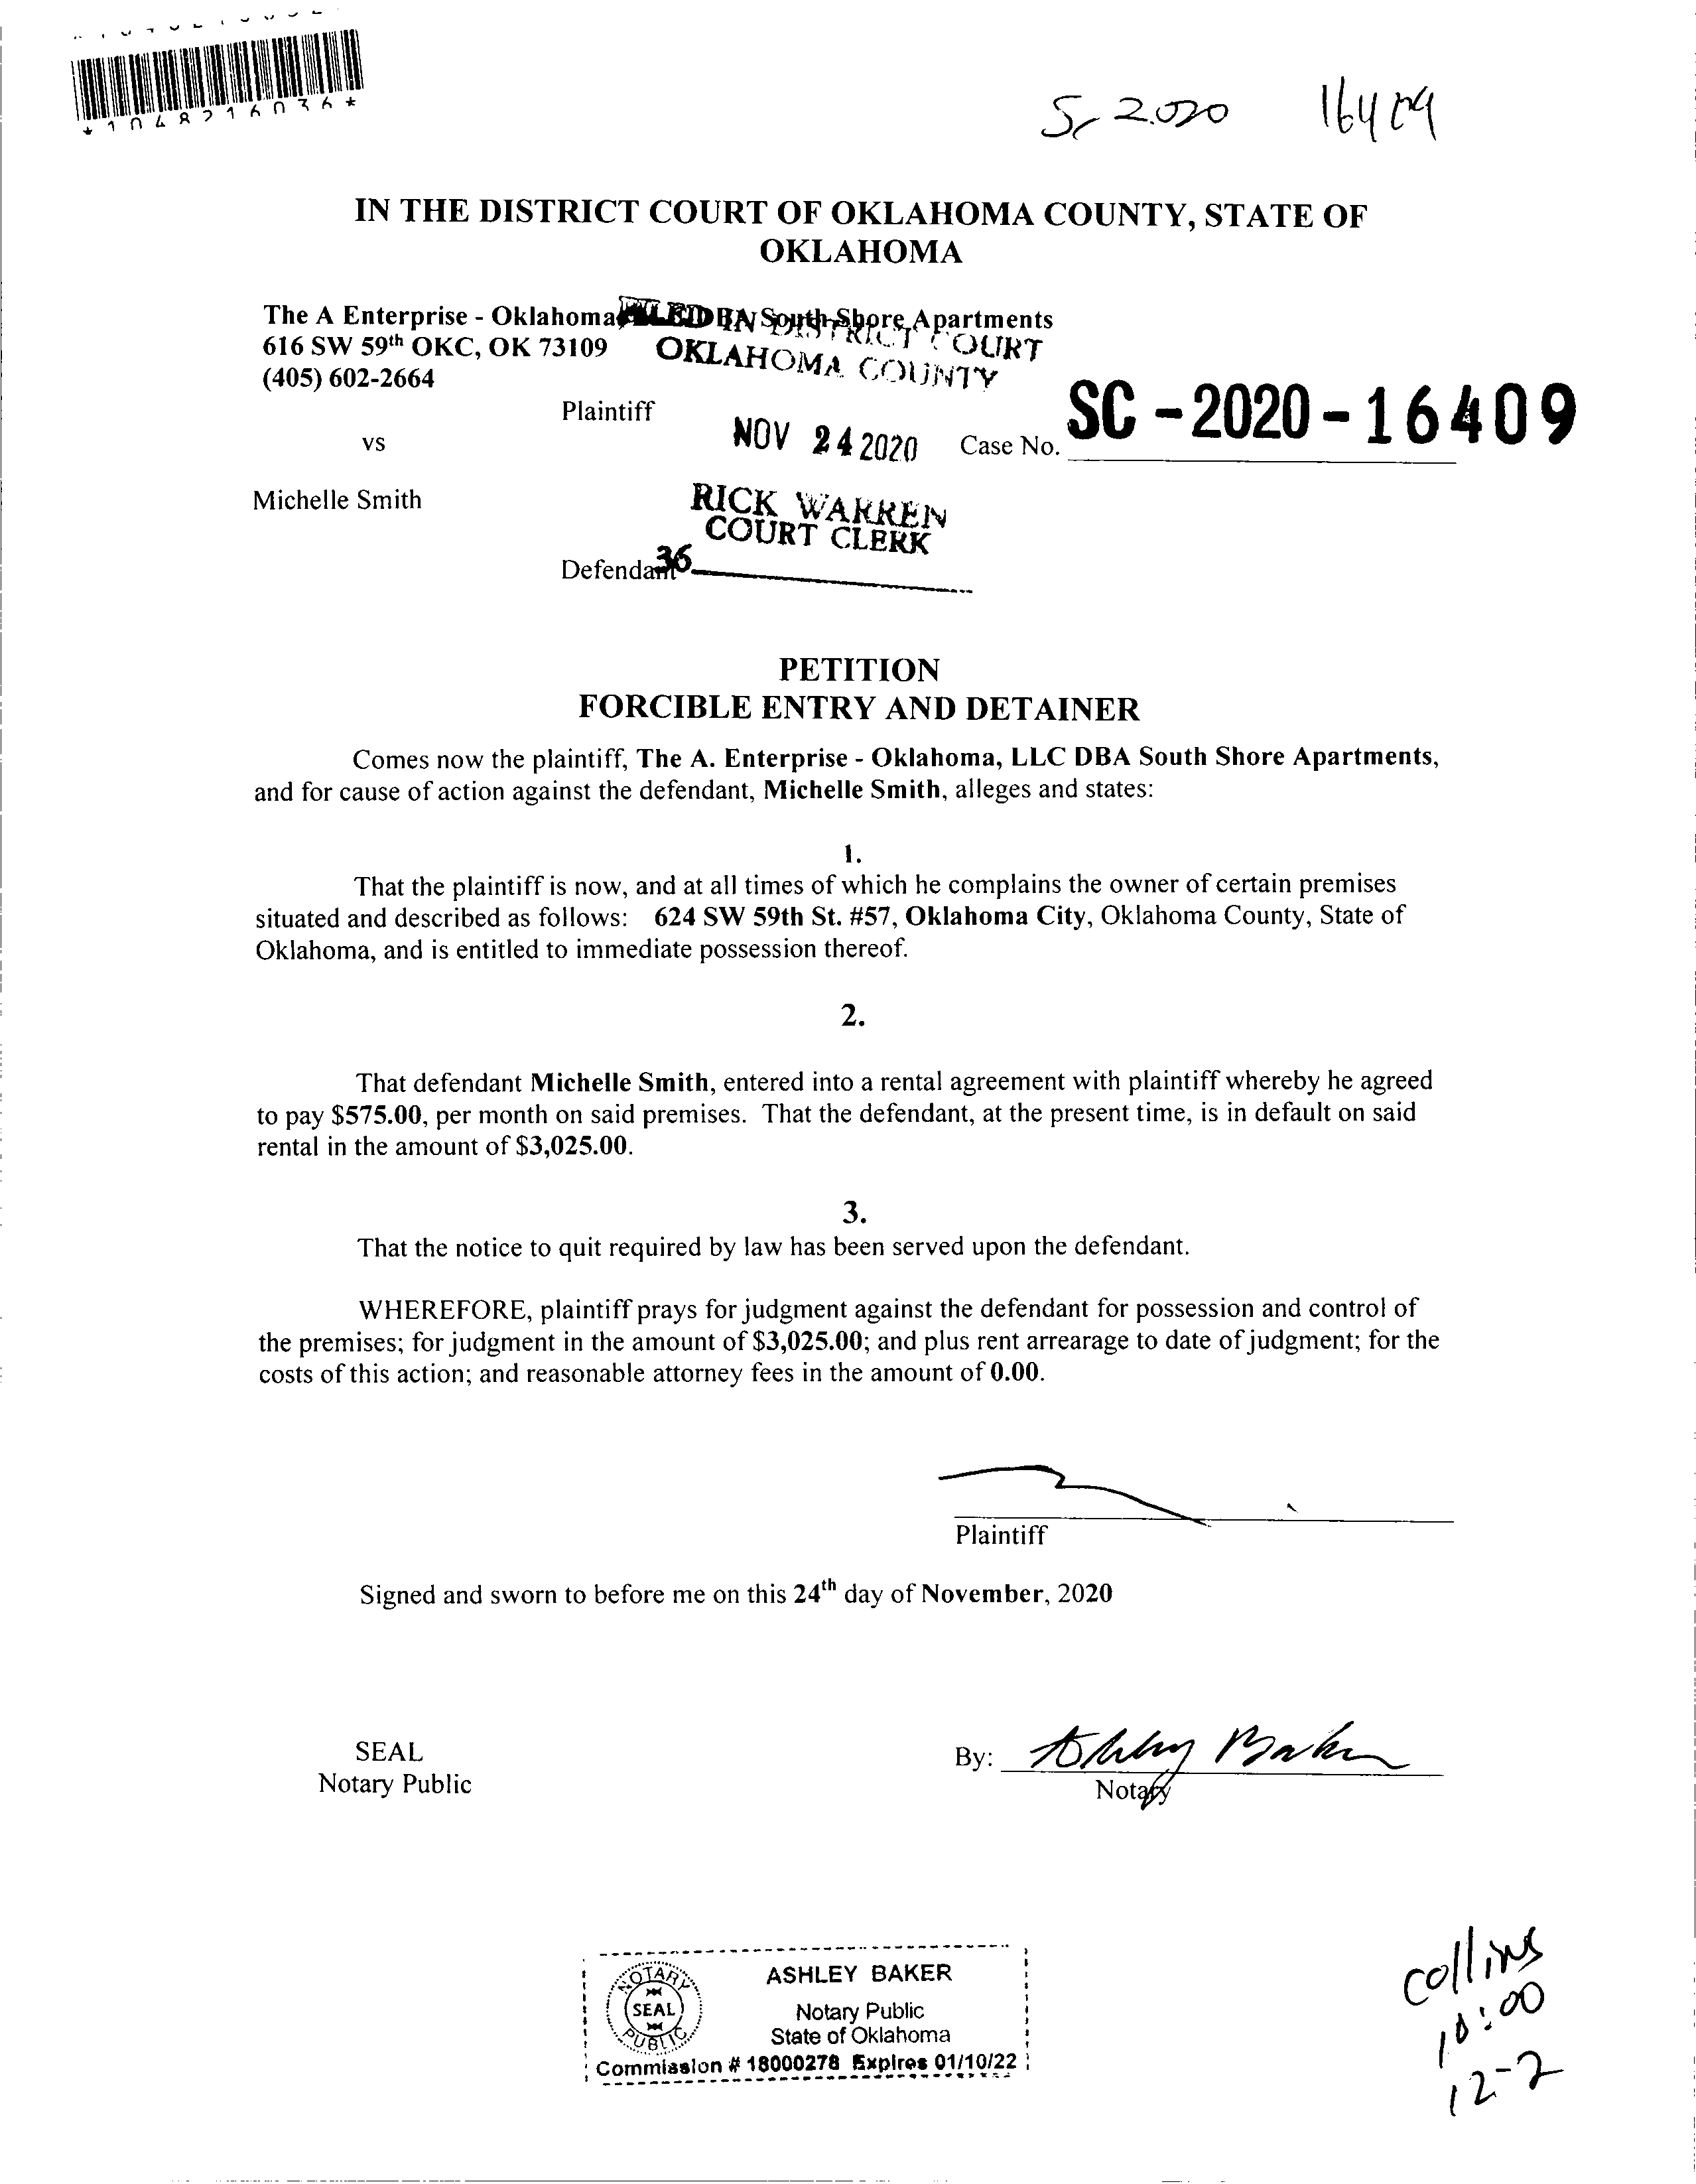 *1048216036*
Sc 2020 16409
IN THE DISTRICT COURT OF OKLAHOMA COUNTY, STATE OF
OKLAHOMA
The A Enterprise - Oklahoma, LLC DBA South Shore Apartments
FILED IN DISTRICT COURT
616 SW 59th OKC, OK 73109
OKLAHOMA COUNTY
(405) 602-2664
Plaintiff
NOV 24 2020
Case No. SC-2020-16409
vs
Michelle Smith
RICK WARREN
COURT CLERK
Defendant
36
PETITION
FORCIBLE ENTRY AND DETAINER
Comes now the plaintiff, The A. Enterprise - Oklahoma, LLC DBA South Shore Apartments,
and for cause of action against the defendant, Michelle Smith, alleges and states:
1.
That the plaintiff is now, and at all times of which he complains the owner of certain premises
situated and described as follows: 624 SW 59th St. #57, Oklahoma City, Oklahoma County, State of
Oklahoma, and is entitled to immediate possession thereof.
2.
That defendant Michelle Smith, entered into a rental agreement with plaintiff whereby he agreed
to pay $575.00, per month on said premises. That the defendant, at the present time, is in default on said
rental in the amount of $3,025.00.
3.
That the notice to quit required by law has been served upon the defendant.
WHEREFORE, plaintiff prays for judgment against the defendant for possession and control of
the premises; for judgment in the amount of $3,025.00; and plus rent arrearage to date of judgment; for the
costs of this action; and reasonable attorney fees in the amount of 0.00.
Plaintiff
Signed and sworn to before me on this 24th day of November, 2020
SEAL
Notary Public
By: Ashley Baker
Notary
NOTARY
SEAL
PUBLIC
ASHLEY BAKER
Notary Public
State of Oklahoma
Commission # 18000278 Expires 01/10/22
collins
10:00
12-2